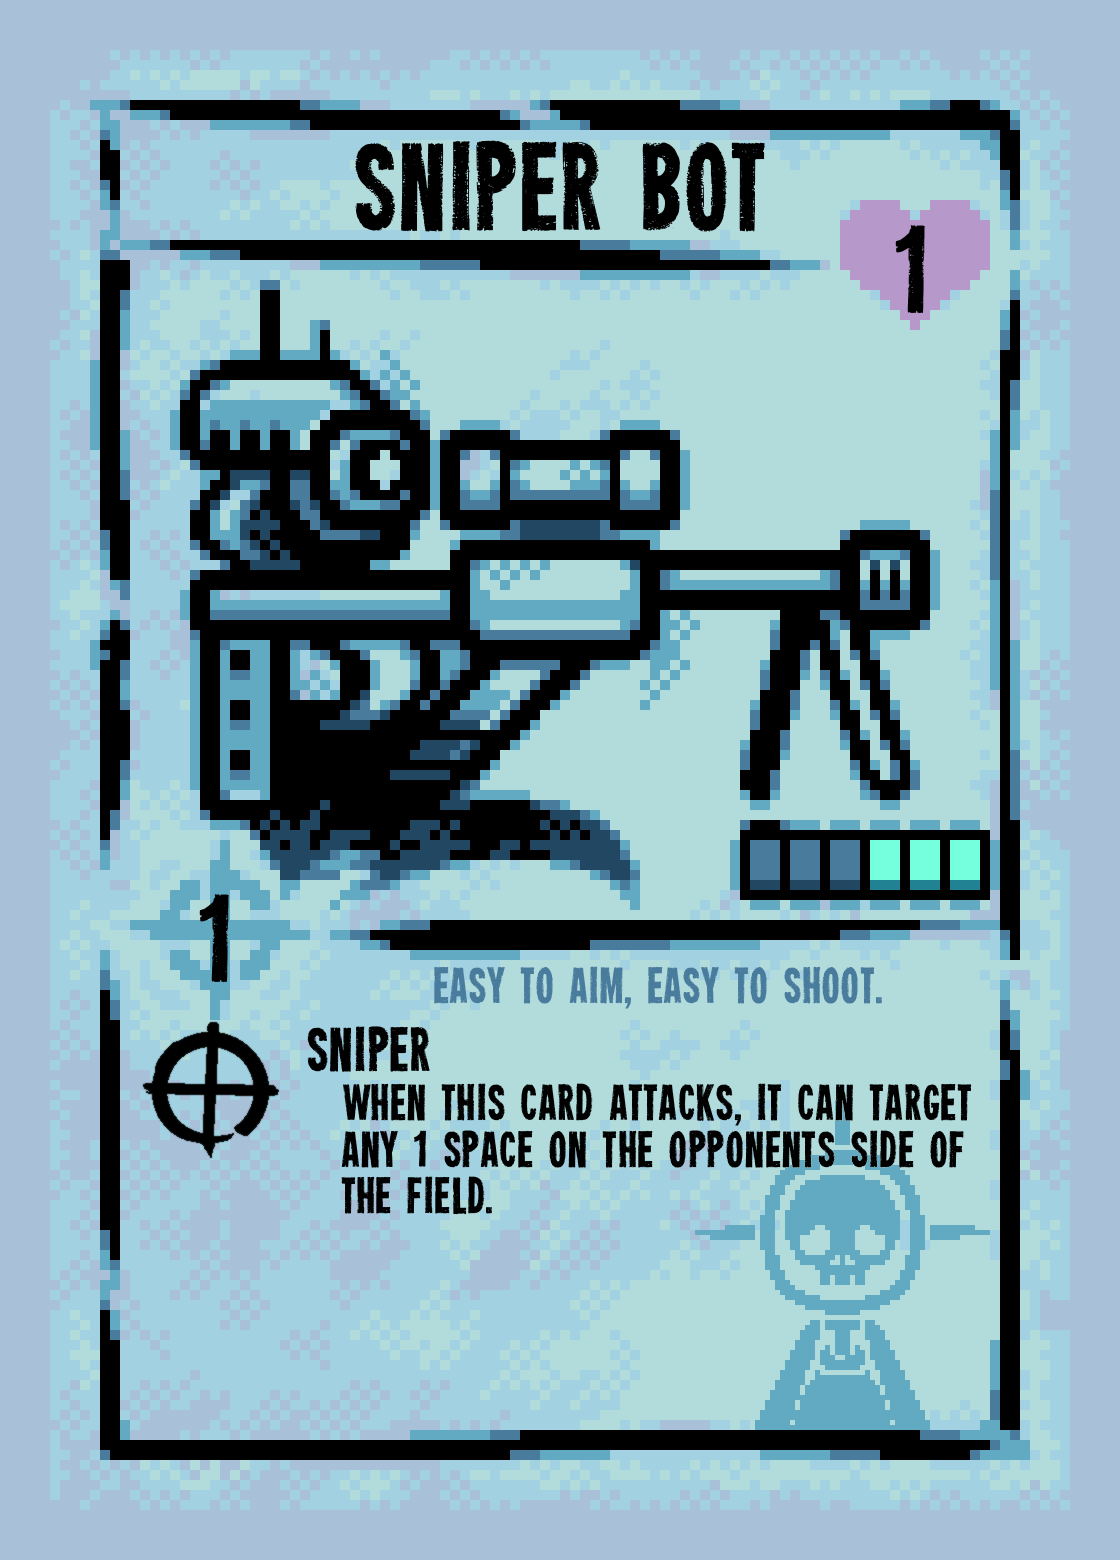 SNIPER BOT
1
1
EASY TO AIM, EASY TO SHOOT.
SNIPER
WHEN THIS CARD ATTACKS, IT CAN TARGET
ANY 1 SPACE ON THE OPPONENTS SIDE OF
THE FIELD.